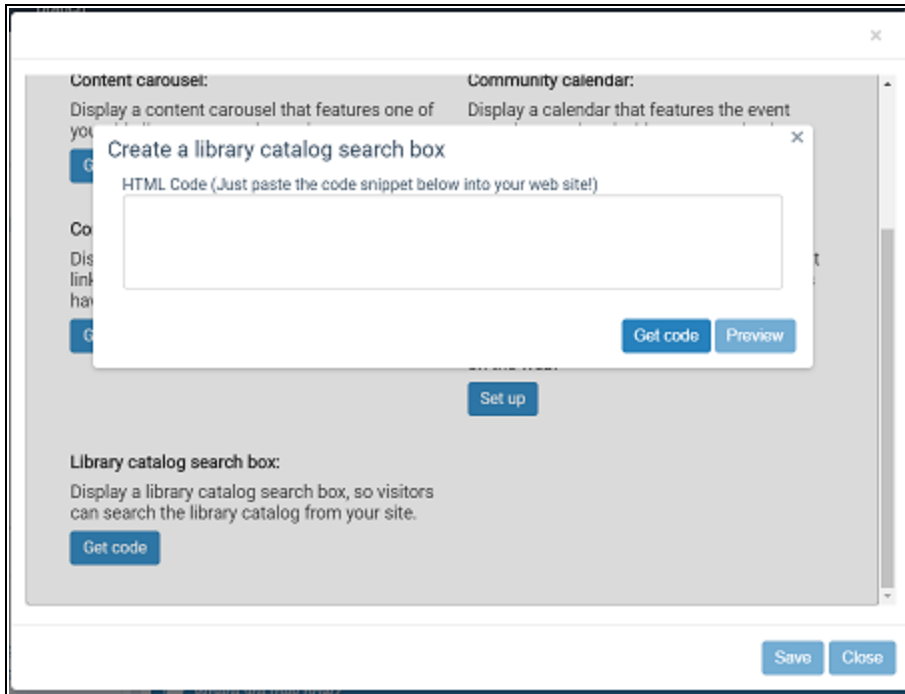 ×
Content carousel:
Display a content carousel that features one of
Community calendar:
Display a calendar that features the event
Create a library catalog search box
×
HTML Code (Just paste the code snippet below into your web site!)
Get code
Preview
Set up
Library catalog search box:
Display a library catalog search box, so visitors
can search the library catalog from your site.
Get code
Save
Close